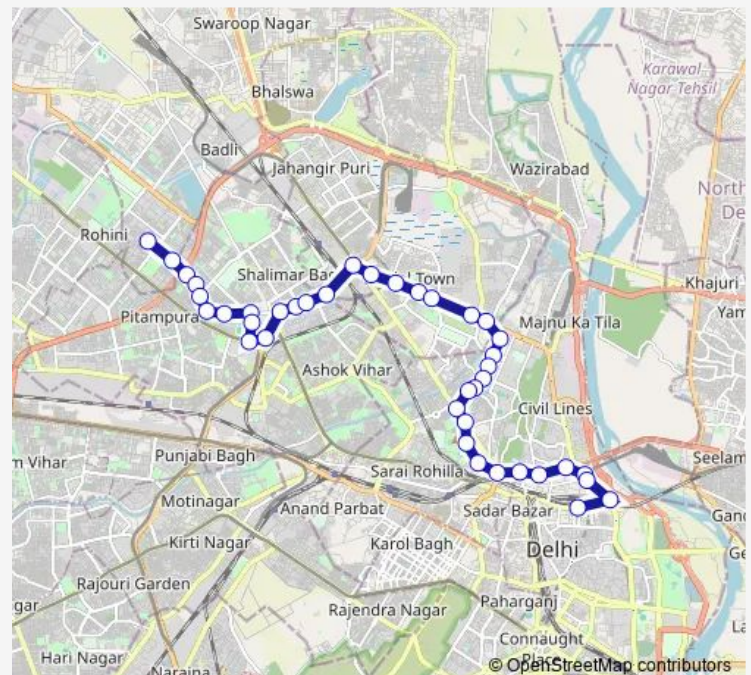 Swaroop Nagar
Karawal
Nagar Tehsil
Bhalswa
Badli
Jahangir Puri
Wazirabad
North
De
Rohini
Shalimar Bag
l Town
Khajuri
Pitampura
Majnu Ka Tila
Yam
Ashok Vihar
Civil Lines
m Vihar
Punjabi Bagh
Sarai Rohilla
Seelam
Motinagar
Anand Parbat
Sadar Bazar
Gand
Kirti Nagar
Karol Bagh
Delhi
Ge
Rajouri Garden
gar
Rajendra Nagar
Paharganj
La
Hari Nagar
Connaught
Place
Naraina
© OpenStreetMap contributors